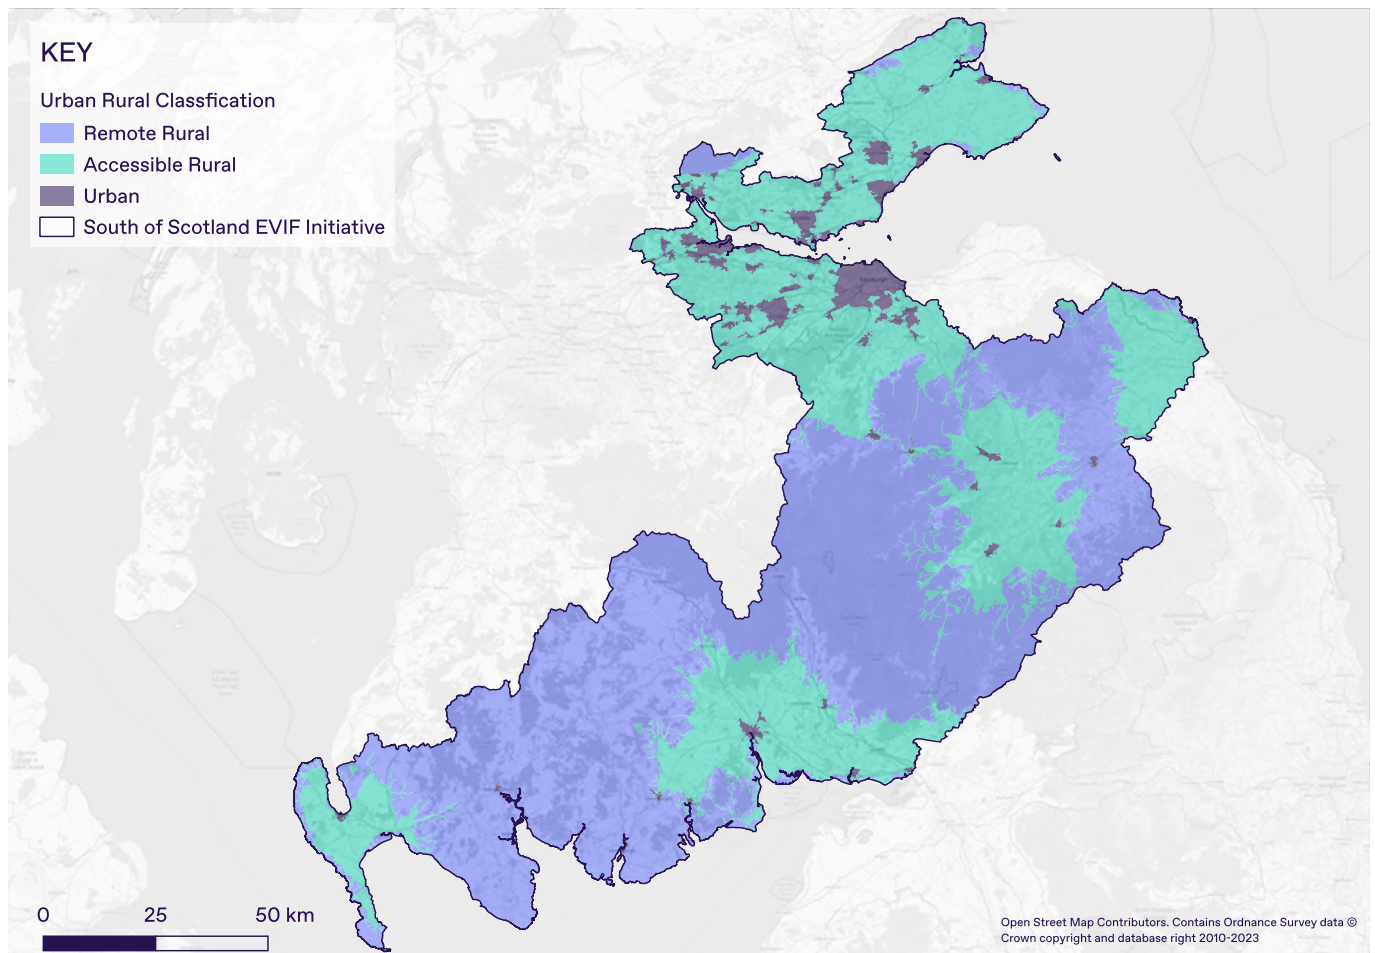 KEY
Urban Rural Classfication
Remote Rural
Accessible Rural
Urban
South of Scotland EVIF Initiative
0 25 50 km
Open Street Map Contributors. Contains Ordnance Survey data ©
Crown copyright and database right 2010-2023